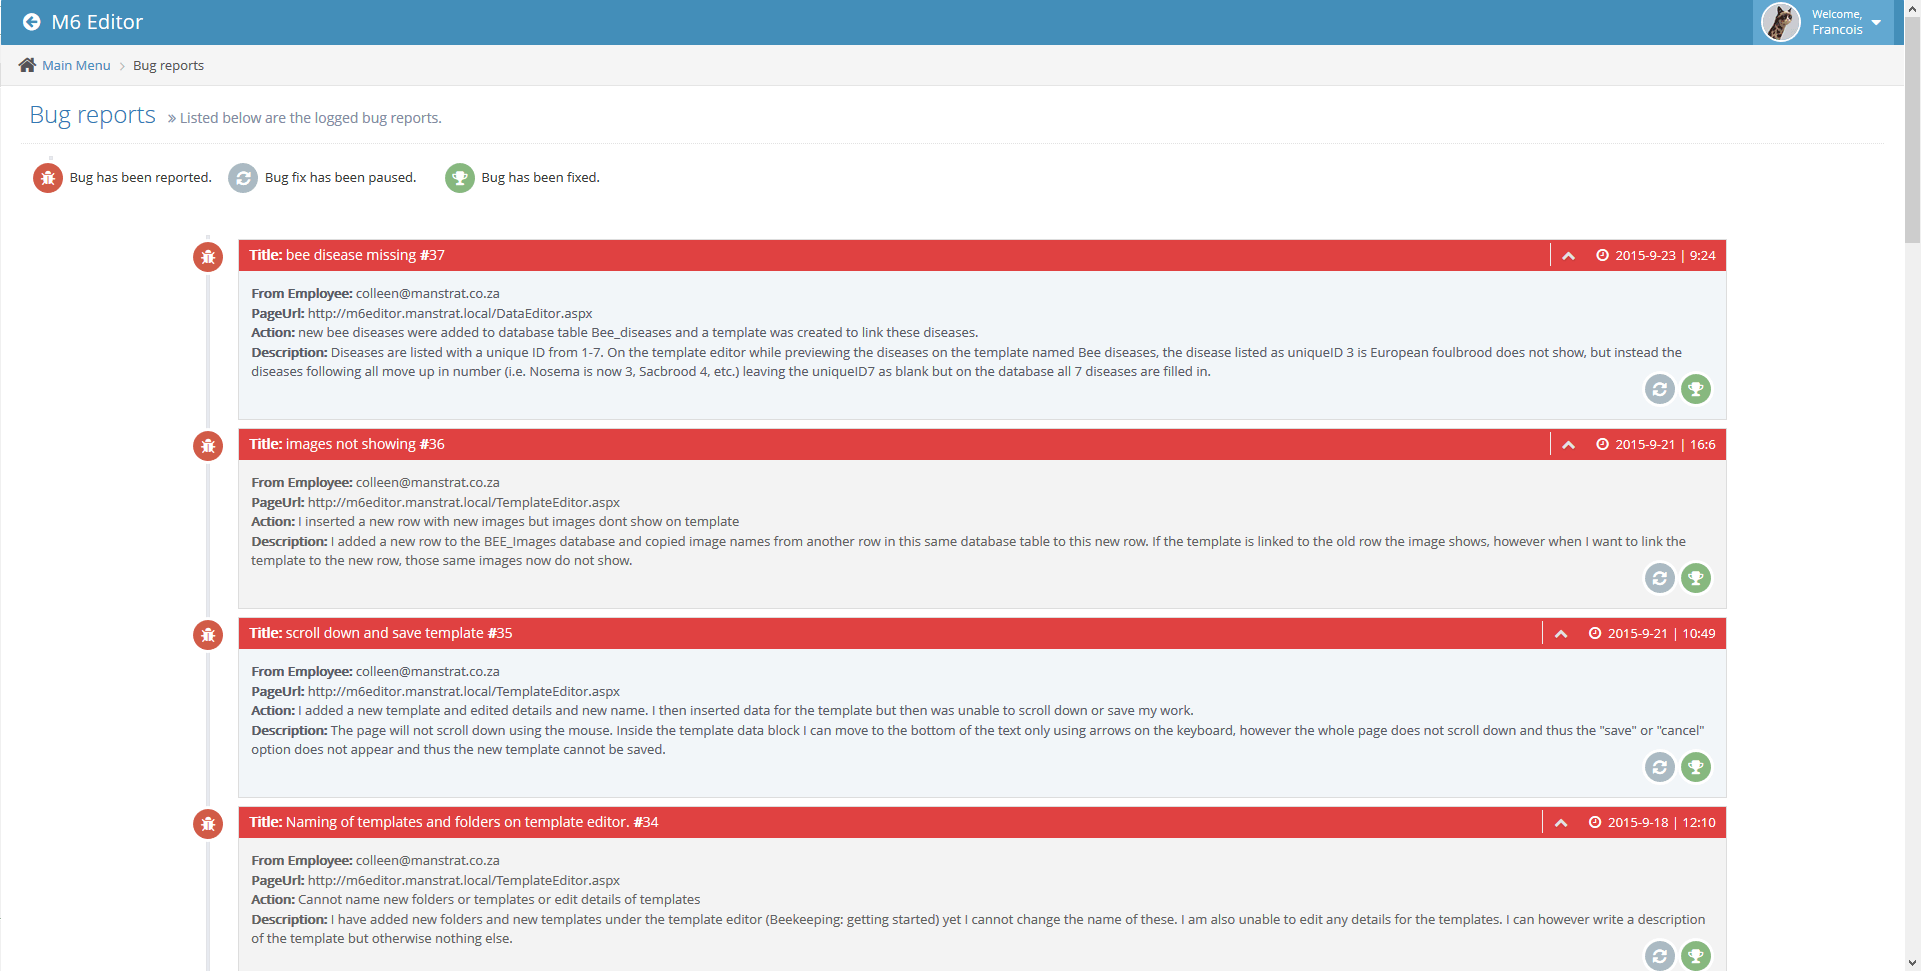 M6 Editor
Welcome,
Francois
Main Menu > Bug reports
Bug reports » Listed below are the logged bug reports.
Bug has been reported. Bug fix has been paused. Bug has been fixed.
Title: bee disease missing #37 2015-9-23 | 9:24
From Employee: colleen@manstrat.co.za
PageUrl: http://m6editor.manstrat.local/DataEditor.aspx
Action: new bee diseases were added to database table Bee_diseases and a template was created to link these diseases.
Description: Diseases are listed with a unique ID from 1-7. On the template editor while previewing the diseases on the template named Bee diseases, the disease listed as uniqueID 3 is European foulbrood does not show, but instead the
diseases following all move up in number (i.e. Nosema is now 3, Sacbrood 4, etc.) leaving the uniqueID7 as blank but on the database all 7 diseases are filled in.
Title: images not showing #36 2015-9-21 | 16:6
From Employee: colleen@manstrat.co.za
PageUrl: http://m6editor.manstrat.local/TemplateEditor.aspx
Action: I inserted a new row with new images but images dont show on template
Description: I added a new row to the BEE_Images database and copied image names from another row in this same database table to this new row. If the template is linked to the old row the image shows, however when I want to link the
template to the new row, those same images now do not show.
Title: scroll down and save template #35 2015-9-21 | 10:49
From Employee: colleen@manstrat.co.za
PageUrl: http://m6editor.manstrat.local/TemplateEditor.aspx
Action: I added a new template and edited details and new name. I then inserted data for the template but then was unable to scroll down or save my work.
Description: The page will not scroll down using the mouse. Inside the template data block I can move to the bottom of the text only using arrows on the keyboard, however the whole page does not scroll down and thus the "save" or "cancel"
option does not appear and thus the new template cannot be saved.
Title: Naming of templates and folders on template editor. #34 2015-9-18 | 12:10
From Employee: colleen@manstrat.co.za
PageUrl: http://m6editor.manstrat.local/TemplateEditor.aspx
Action: Cannot name new folders or templates or edit details of templates
Description: I have added new folders and new templates under the template editor (Beekeeping: getting started) yet I cannot change the name of these. I am also unable to edit any details for the templates. I can however write a description
of the template but otherwise nothing else.